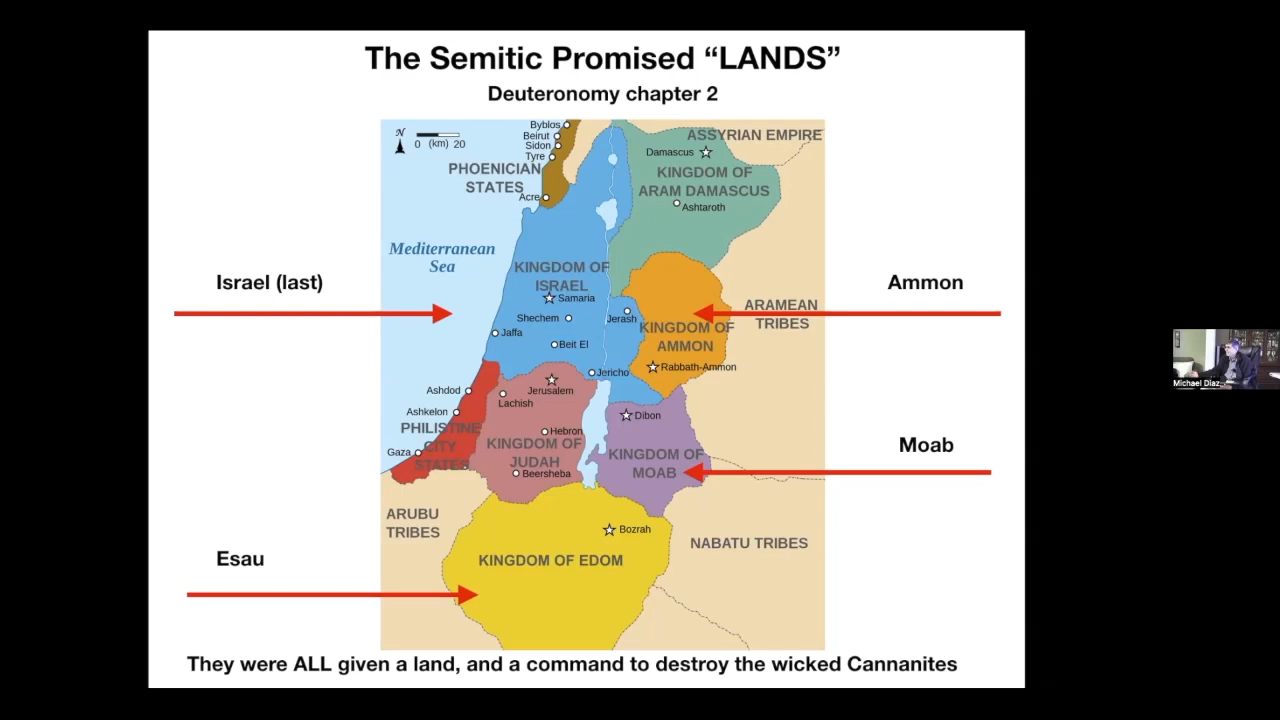 The Semitic Promised “LANDS”
Deuteronomy chapter 2
N
0 (km) 20
Byblos
Beirut
Sidon
Tyre
PHOENICIAN
STATES
Acre
ASSYRIAN EMPIRE
Damascus
KINGDOM OF
ARAM DAMASCUS
Ashtaroth
Mediterranean
Sea
Israel (last)
Ammon
KINGDOM OF
ISRAEL
Samaria
Shechem
Jaffa
Beit El
Jerash
KINGDOM OF
AMMON
ARAMEAN
TRIBES
Rabbath-Ammon
Jericho
Jerusalem
Ashdod
Lachish
Ashkelon
PHILISTINE
CITY
STATES
Gaza
Hebron
KINGDOM OF
JUDAH
Beersheba
Dibon
KINGDOM OF
MOAB
Moab
Michael Diaz
ARUBU
TRIBES
Bozrah
NABATU TRIBES
Esau
KINGDOM OF EDOM
They were ALL given a land, and a command to destroy the wicked Cannanites